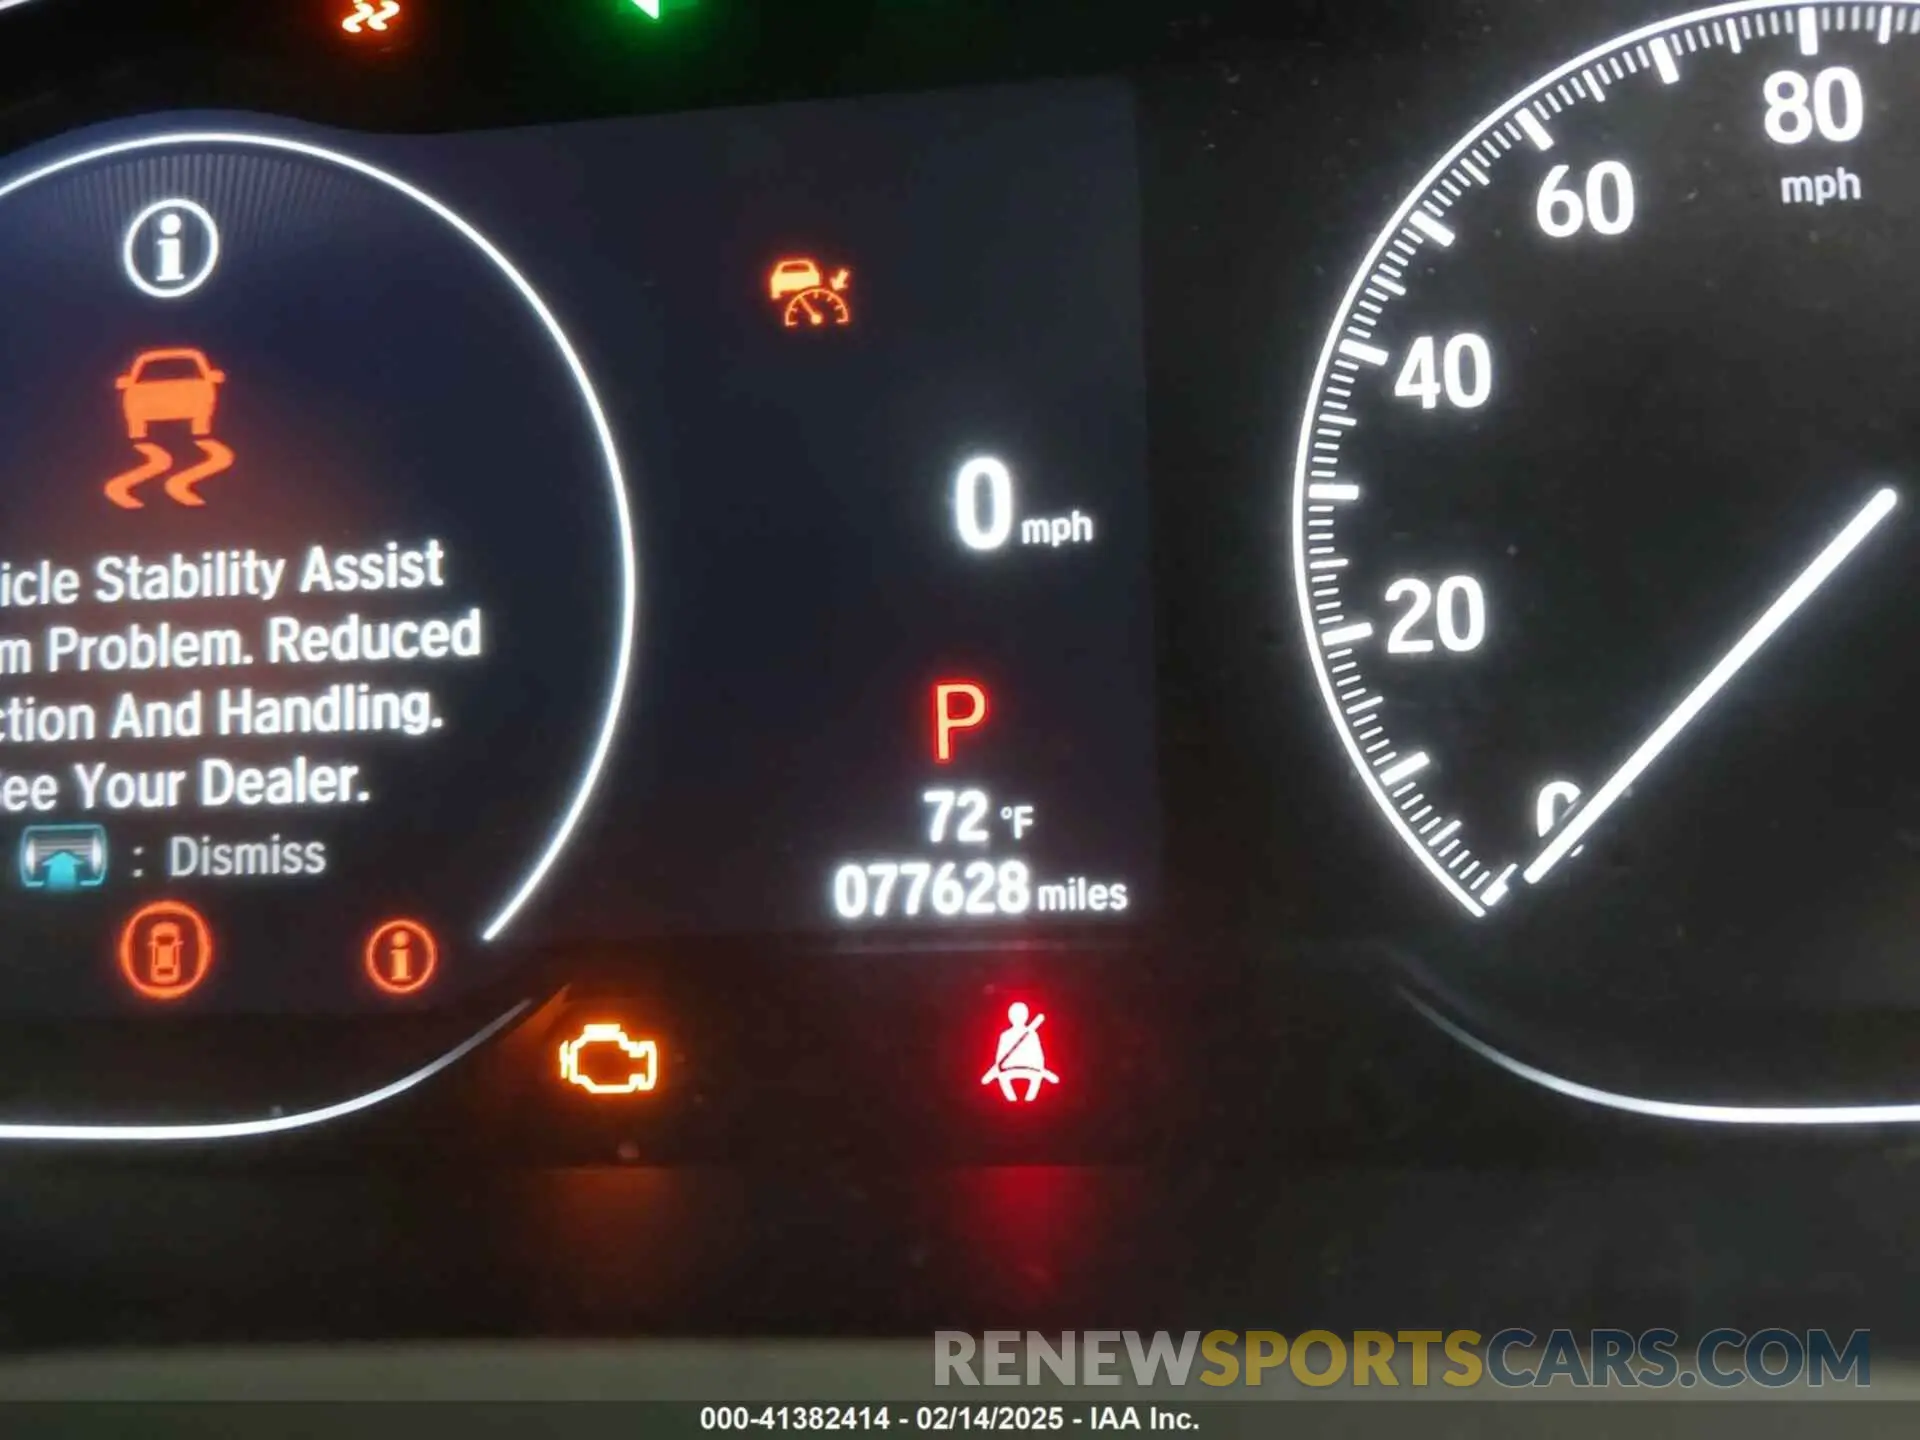 80
mph
60
40
20
0
i
icle Stability Assist
m Problem. Reduced
ction And Handling.
ee Your Dealer.
: Dismiss
i
0 mph
P
72 °F
077628 miles
RENEWSPORTSCARS.COM
000-41382414 - 02/14/2025 - IAA Inc.